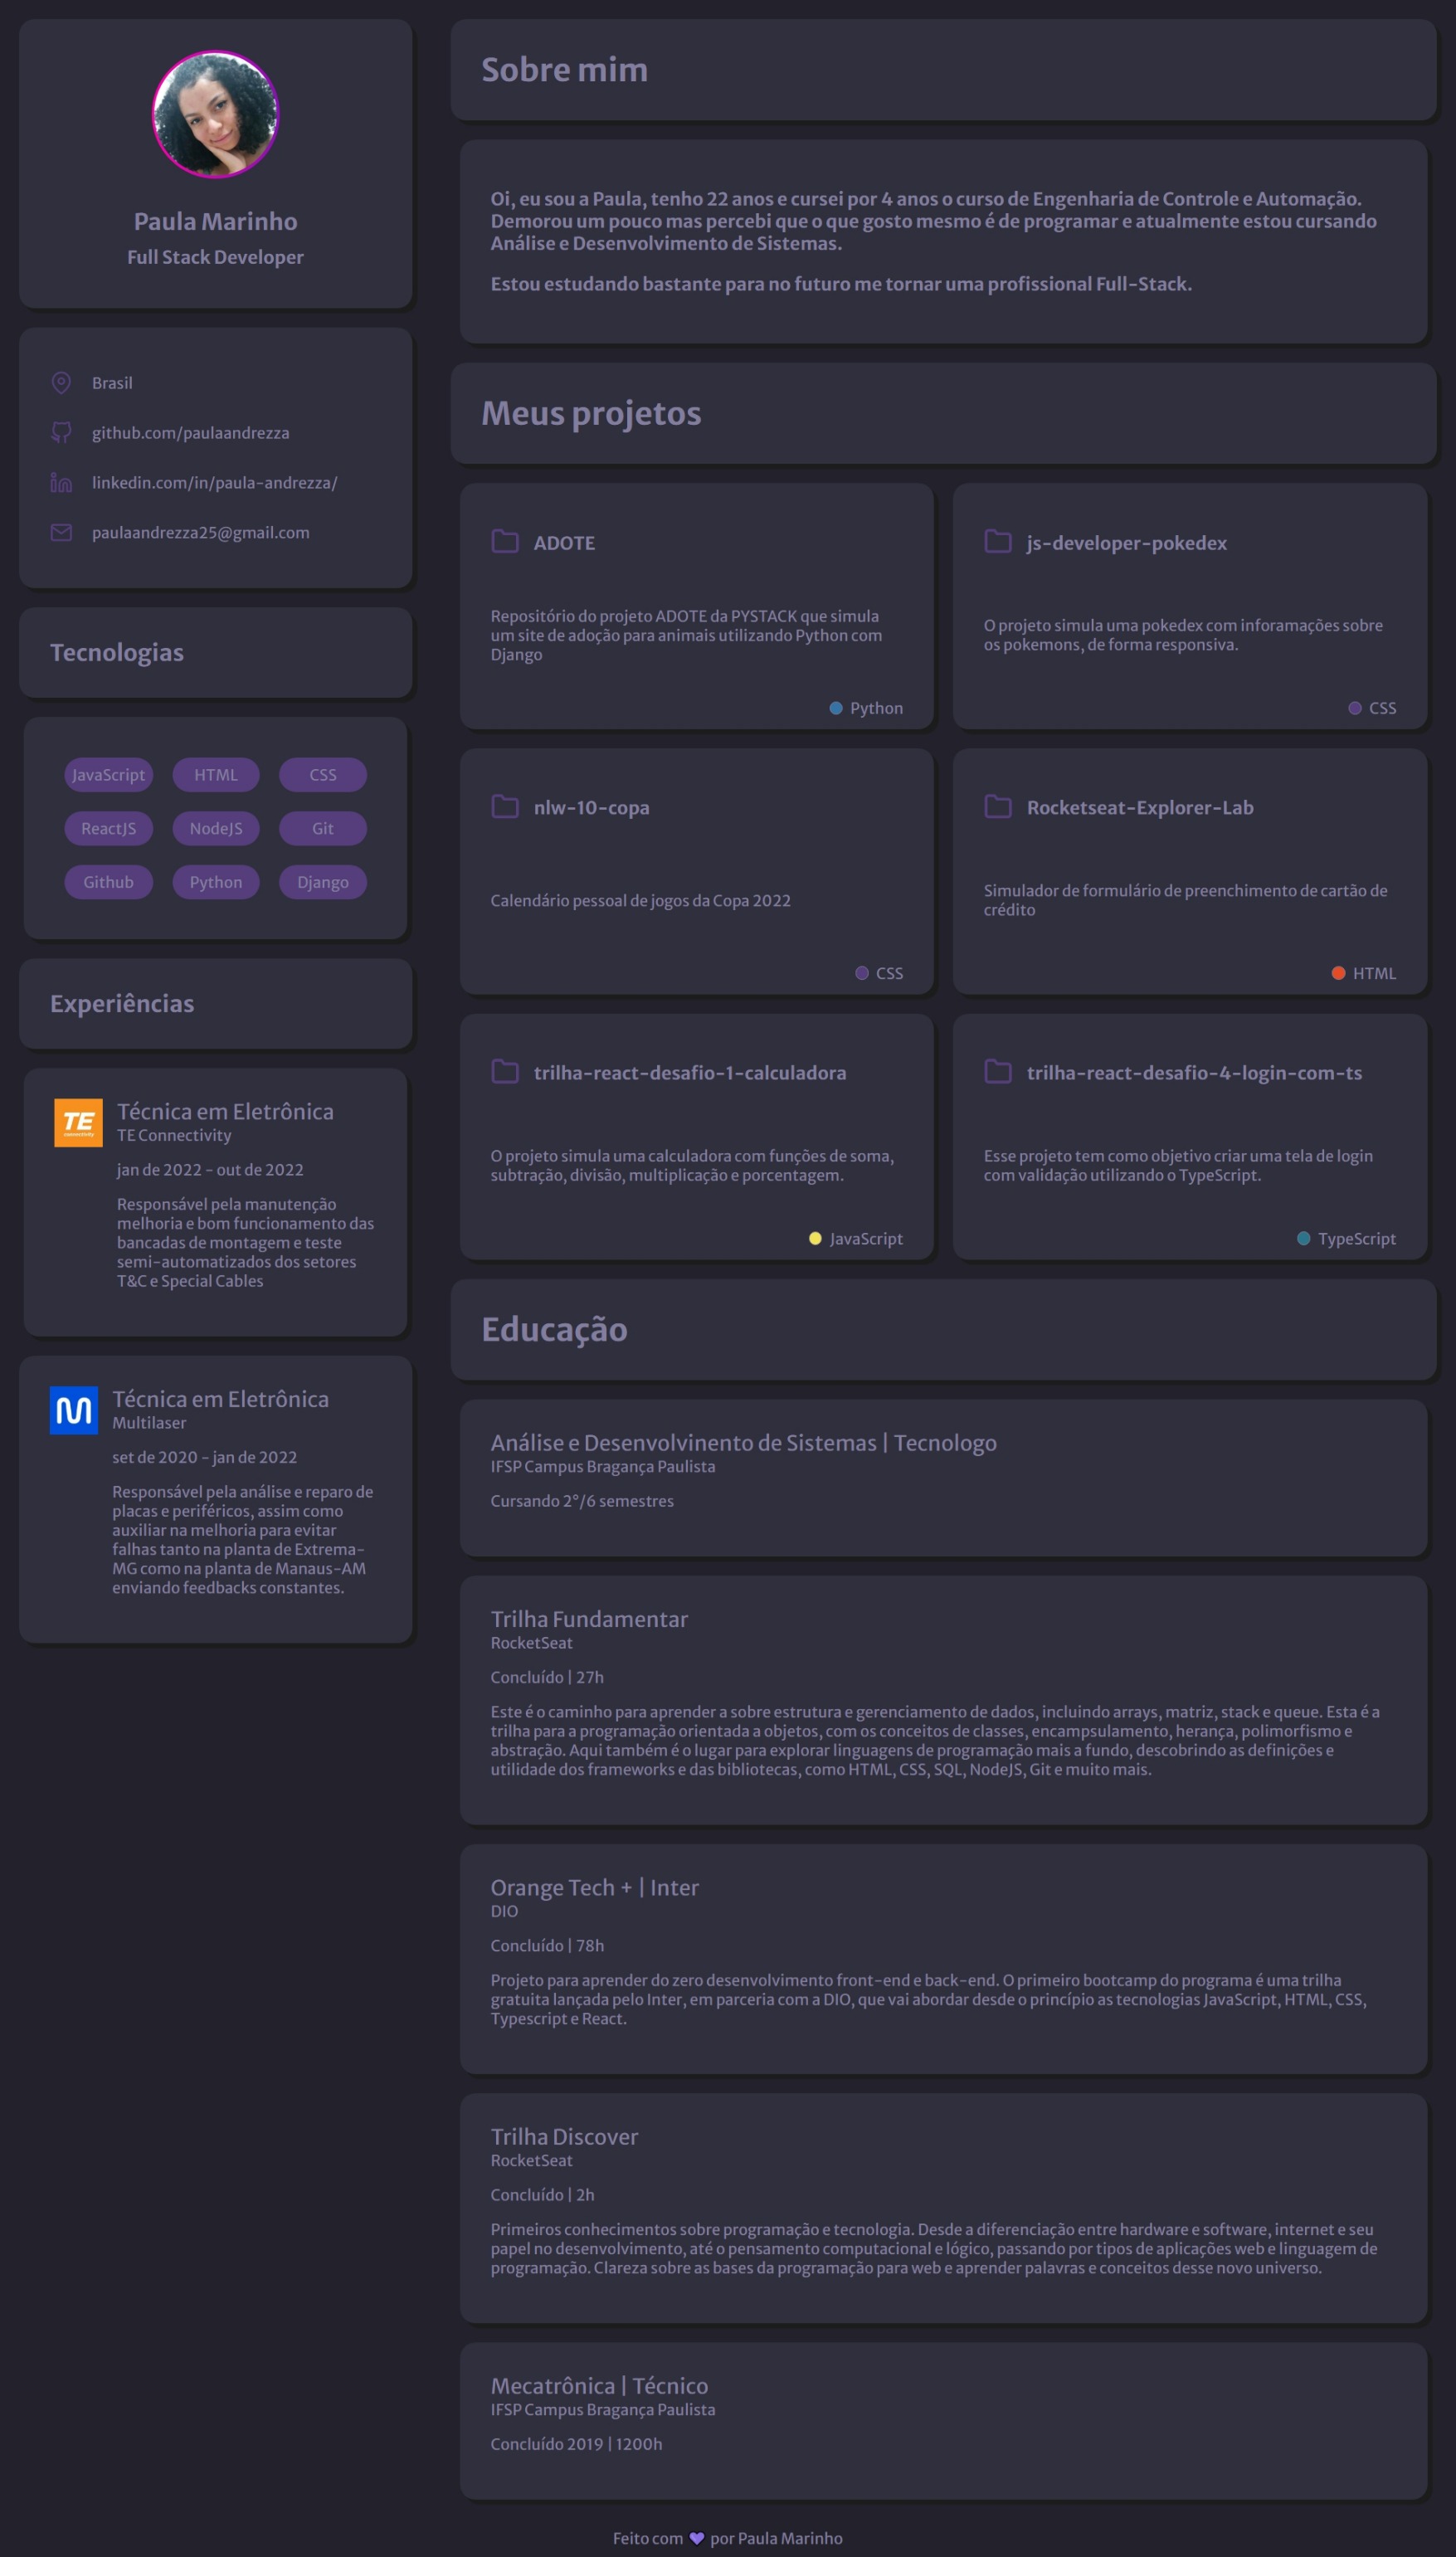 Paula Marinho
Full Stack Developer
Brasil
github.com/paulaandrezza
linkedin.com/in/paula-andrezza/
paulaandrezza25@gmail.com
Tecnologias
JavaScript
HTML
CSS
ReactJS
NodeJS
Git
Github
Python
Django
Experiências
TE
connectivity
Técnica em Eletrônica
TE Connectivity
jan de 2022 - out de 2022
Responsável pela manutenção
melhoria e bom funcionamento das
bancadas de montagem e teste
semi-automatizados dos setores
T&C e Special Cables
Técnica em Eletrônica
Multilaser
set de 2020 - jan de 2022
Responsável pela análise e reparo de
placas e periféricos, assim como
auxiliar na melhoria para evitar
falhas tanto na planta de Extrema-
MG como na planta de Manaus-AM
enviando feedbacks constantes.
Sobre mim
Oi, eu sou a Paula, tenho 22 anos e cursei por 4 anos o curso de Engenharia de Controle e Automação.
Demorou um pouco mas percebi que o que gosto mesmo é de programar e atualmente estou cursando
Análise e Desenvolvimento de Sistemas.
Estou estudando bastante para no futuro me tornar uma profissional Full-Stack.
Meus projetos
ADOTE
Repositório do projeto ADOTE da PYSTACK que simula
um site de adoção para animais utilizando Python com
Django
Python
js-developer-pokedex
O projeto simula uma pokedex com inforamações sobre
os pokemons, de forma responsiva.
CSS
nlw-10-copa
Calendário pessoal de jogos da Copa 2022
CSS
Rocketseat-Explorer-Lab
Simulador de formulário de preenchimento de cartão de
crédito
HTML
trilha-react-desafio-1-calculadora
O projeto simula uma calculadora com funções de soma,
subtração, divisão, multiplicação e porcentagem.
JavaScript
trilha-react-desafio-4-login-com-ts
Esse projeto tem como objetivo criar uma tela de login
com validação utilizando o TypeScript.
TypeScript
Educação
Análise e Desenvolvinento de Sistemas | Tecnologo
IFSP Campus Bragança Paulista
Cursando 2°/6 semestres
Trilha Fundamentar
RocketSeat
Concluído | 27h
Este é o caminho para aprender a sobre estrutura e gerenciamento de dados, incluindo arrays, matriz, stack e queue. Esta é a
trilha para a programação orientada a objetos, com os conceitos de classes, encampsulamento, herança, polimorfismo e
abstração. Aqui também é o lugar para explorar linguagens de programação mais a fundo, descobrindo as definições e
utilidade dos frameworks e das bibliotecas, como HTML, CSS, SQL, NodeJS, Git e muito mais.
Orange Tech + | Inter
DIO
Concluído | 78h
Projeto para aprender do zero desenvolvimento front-end e back-end. O primeiro bootcamp do programa é uma trilha
gratuita lançada pelo Inter, em parceria com a DIO, que vai abordar desde o princípio as tecnologias JavaScript, HTML, CSS,
Typescript e React.
Trilha Discover
RocketSeat
Concluído | 2h
Primeiros conhecimentos sobre programação e tecnologia. Desde a diferenciação entre hardware e software, internet e seu
papel no desenvolvimento, até o pensamento computacional e lógico, passando por tipos de aplicações web e linguagem de
programação. Clareza sobre as bases da programação para web e aprender palavras e conceitos desse novo universo.
Mecatrônica | Técnico
IFSP Campus Bragança Paulista
Concluído 2019 | 1200h
Feito com 💜 por Paula Marinho